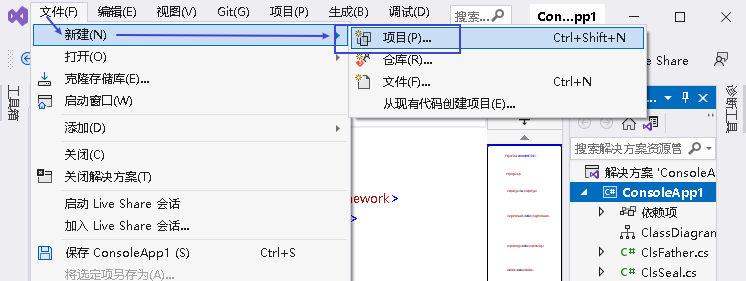 文件(F) 编辑(E) 视图(V) Git(G) 项目(P) 生成(B) 调试(D) 搜索... Con...pp1
新建(N)
项目(P)... Ctrl+Shift+N
打开(O)
仓库(R)...
Share
克隆存储库(E)...
文件(F)... Ctrl+N
启动窗口(W)
从现有代码创建项目(E)...
工具箱
诊断工具
添加(D)
关闭(C)
搜索解决方案资源管
关闭解决方案(T)
解决方案 'ConsoleA
ework>
ConsoleApp1
启动 Live Share 会话
依赖项
加入 Live Share 会话
ClassDiagran
保存 ConsoleApp1 (S) Ctrl+S
ClsFather.cs
将选定项另存为(A)...
ClsSeal.cs